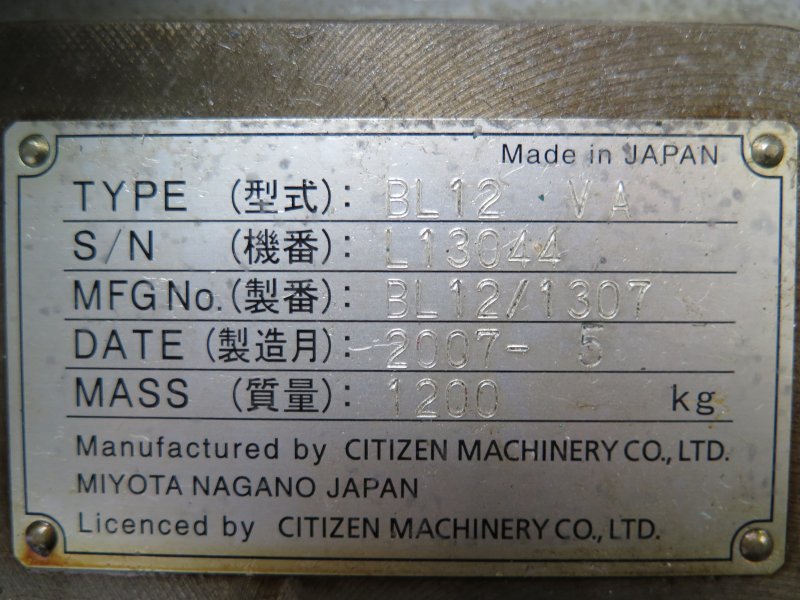 Made in JAPAN
TYPE (型式): BL12 VA
S/N (機番): L13044
MFG No. (製番): BL12/1307
DATE (製造月): 2007- 5
MASS (質量): 1200 kg
Manufactured by CITIZEN MACHINERY CO., LTD.
MIYOTA NAGANO JAPAN
Licenced by CITIZEN MACHINERY CO., LTD.